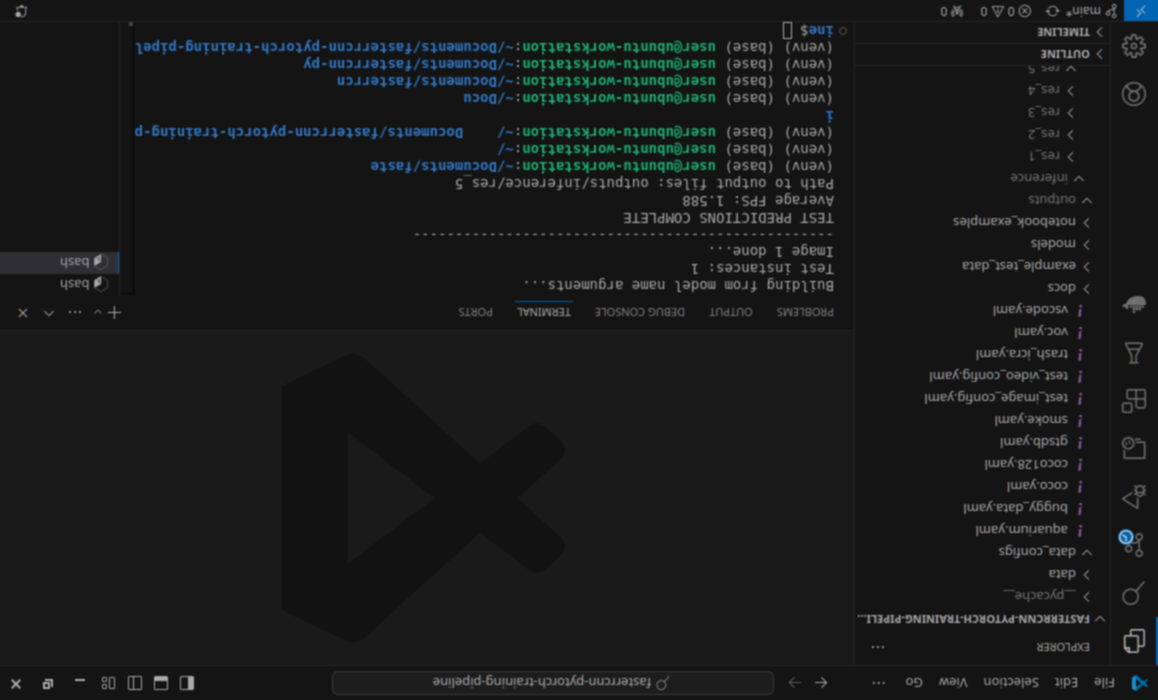 File Edit Selection View Go ...
fasterrcnn-pytorch-training-pipeline
EXPLORER ...
FASTERRCNN-PYTORCH-TRAINING-PIPELI...
__pycache__
data
data_configs
aquarium.yaml
buggy_data.yaml
coco.yaml
coco128.yaml
gtsdb.yaml
smoke.yaml
test_image_config.yaml
test_video_config.yaml
trash_icra.yaml
voc.yaml
vscode.yaml
docs
example_test_data
models
notebook_examples
outputs
inference
res_1
res_2
res_3
res_4
res_5
OUTLINE
TIMELINE
PROBLEMS OUTPUT DEBUG CONSOLE TERMINAL PORTS
Building from model name arguments...
Test instances: 1
Image 1 done...
--------------------------------------------------
TEST PREDICTIONS COMPLETE
Average FPS: 1.588
Path to output files: outputs/inference/res_5
(venv) (base) user@ubuntu-workstation:~/Documents/faste
(venv) (base) user@ubuntu-workstation:~/
(venv) (base) user@ubuntu-workstation:~/ Documents/fasterrcnn-pytorch-training-p
i
(venv) (base) user@ubuntu-workstation:~/Docu
(venv) (base) user@ubuntu-workstation:~/Documents/fasterrcn
(venv) (base) user@ubuntu-workstation:~/Documents/fasterrcnn-py
(venv) (base) user@ubuntu-workstation:~/Documents/fasterrcnn-pytorch-training-pipel
ine$
bash
bash
main* 0 0 0